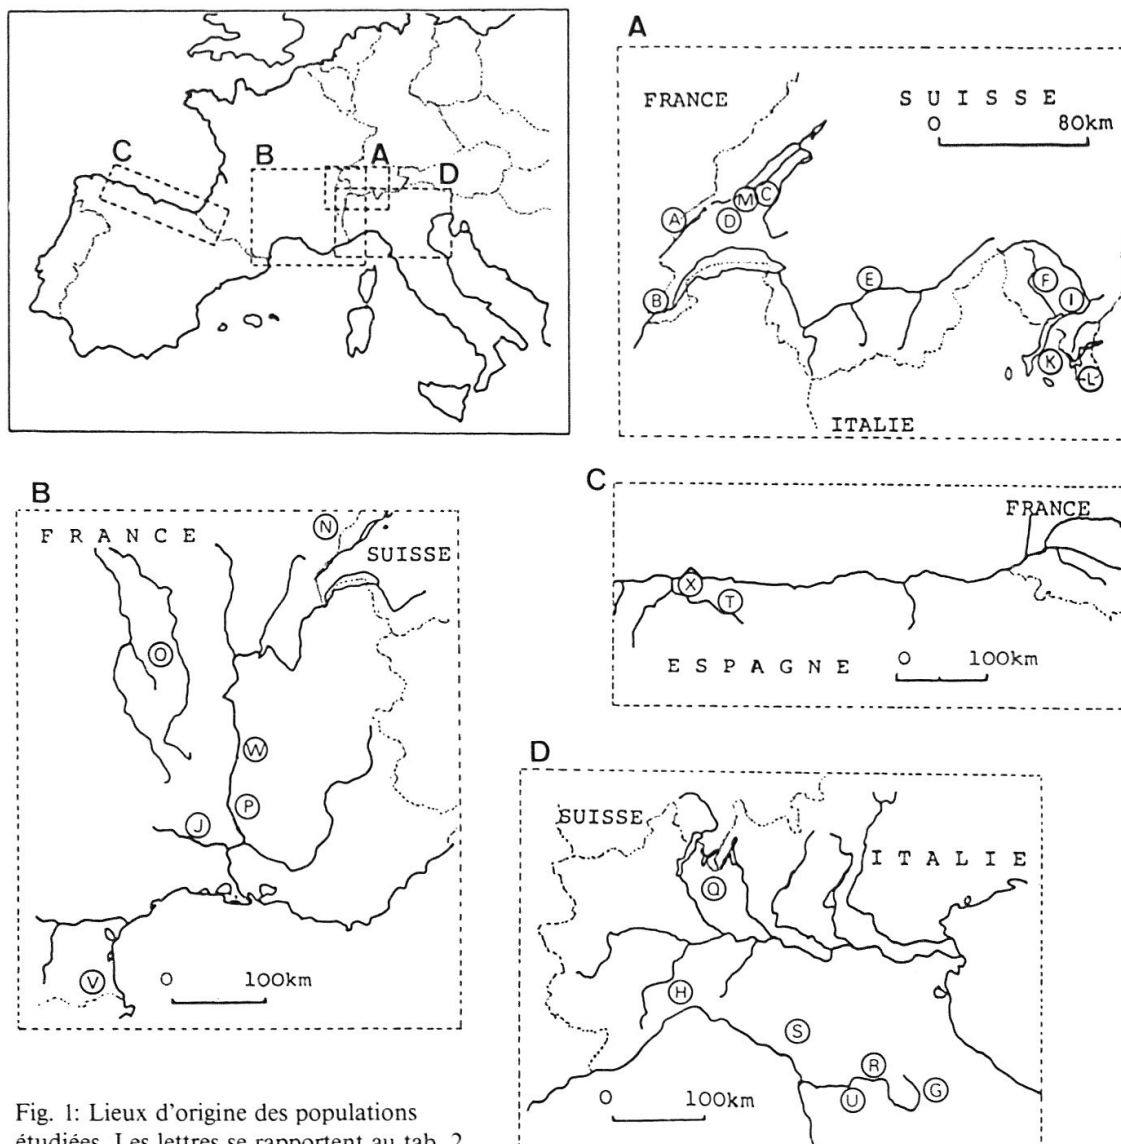 C
B
A
D
A
FRANCE
S U I S S E
0 80km
A
D
M
C
B
E
F
I
K
L
ITALIE
B
F R A N C E
N
SUISSE
O
W
P
J
V
0 100km
C
FRANCE
X
T
E S P A G N E
0 100km
D
SUISSE
I T A L I E
Q
H
S
R
U
G
0 100km
Fig. 1: Lieux d'origine des populations
étudiées. Les lettres se rapportent au tab. 2